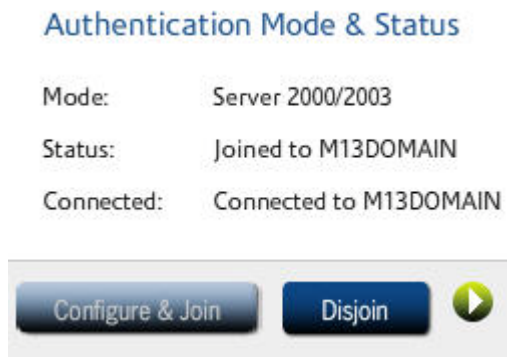 Authentication Mode & Status
Mode: Server 2000/2003
Status: Joined to M13DOMAIN
Connected: Connected to M13DOMAIN
Configure & Join Disjoin